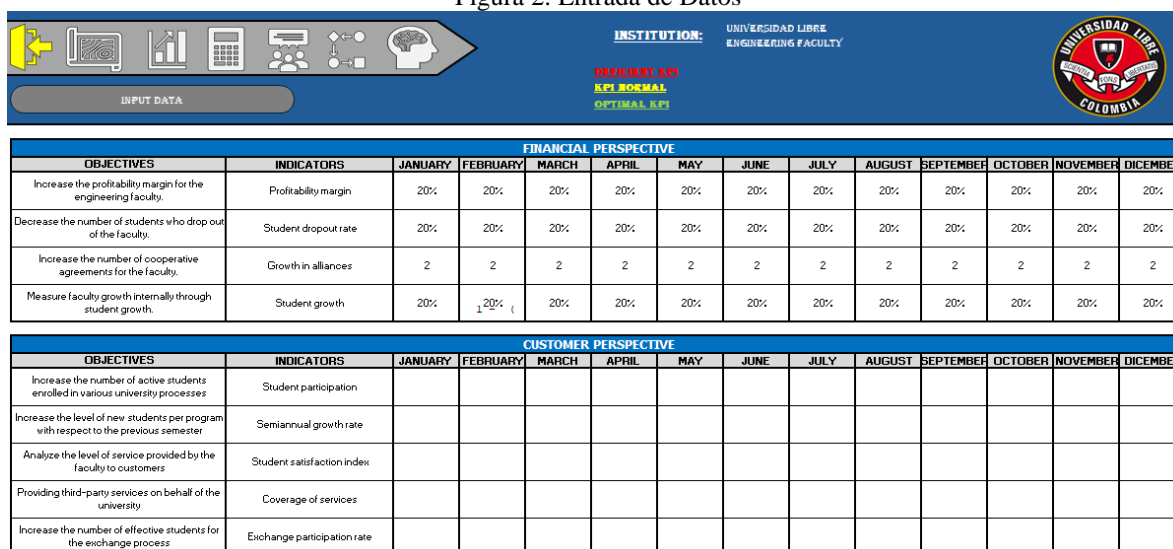 Figura 2. Entrada de Datos
INSTITUTION:
UNIVERSIDAD LIBRE
ENGINEERING FACULTY
DEFICIENT KPI
KPI NORMAL
OPTIMAL KPI
INPUT DATA
UNIVERSIDAD LIBRE
SCIENTIA FONS LIBERTATIS
COLOMBIA
FINANCIAL PERSPECTIVE
OBJECTIVES INDICATORS JANUARY FEBRUARY MARCH APRIL MAY JUNE JULY AUGUST SEPTEMBER OCTOBER NOVEMBER DICEMBE
Increase the profitability margin for the
engineering faculty.
Profitability margin 20% 20% 20% 20% 20% 20% 20% 20% 20% 20% 20% 20%
Decrease the number of students who drop out
of the faculty.
Student dropout rate 20% 20% 20% 20% 20% 20% 20% 20% 20% 20% 20% 20%
Increase the number of cooperative
agreements for the faculty.
Growth in alliances 2 2 2 2 2 2 2 2 2 2 2 2
Measure faculty growth internally through
student growth.
Student growth 20% 20% 20% 20% 20% 20% 20% 20% 20% 20% 20% 20%
CUSTOMER PERSPECTIVE
OBJECTIVES INDICATORS JANUARY FEBRUARY MARCH APRIL MAY JUNE JULY AUGUST SEPTEMBER OCTOBER NOVEMBER DICEMBE
Increase the number of active students
enrolled in various university processes
Student participation
Increase the level of new students per program
with respect to the previous semester
Semiannual growth rate
Analyze the level of service provided by the
faculty to customers
Student satisfaction index
Providing third-party services on behalf of the
university
Coverage of services
Increase the number of effective students for
the exchange process
Exchange participation rate